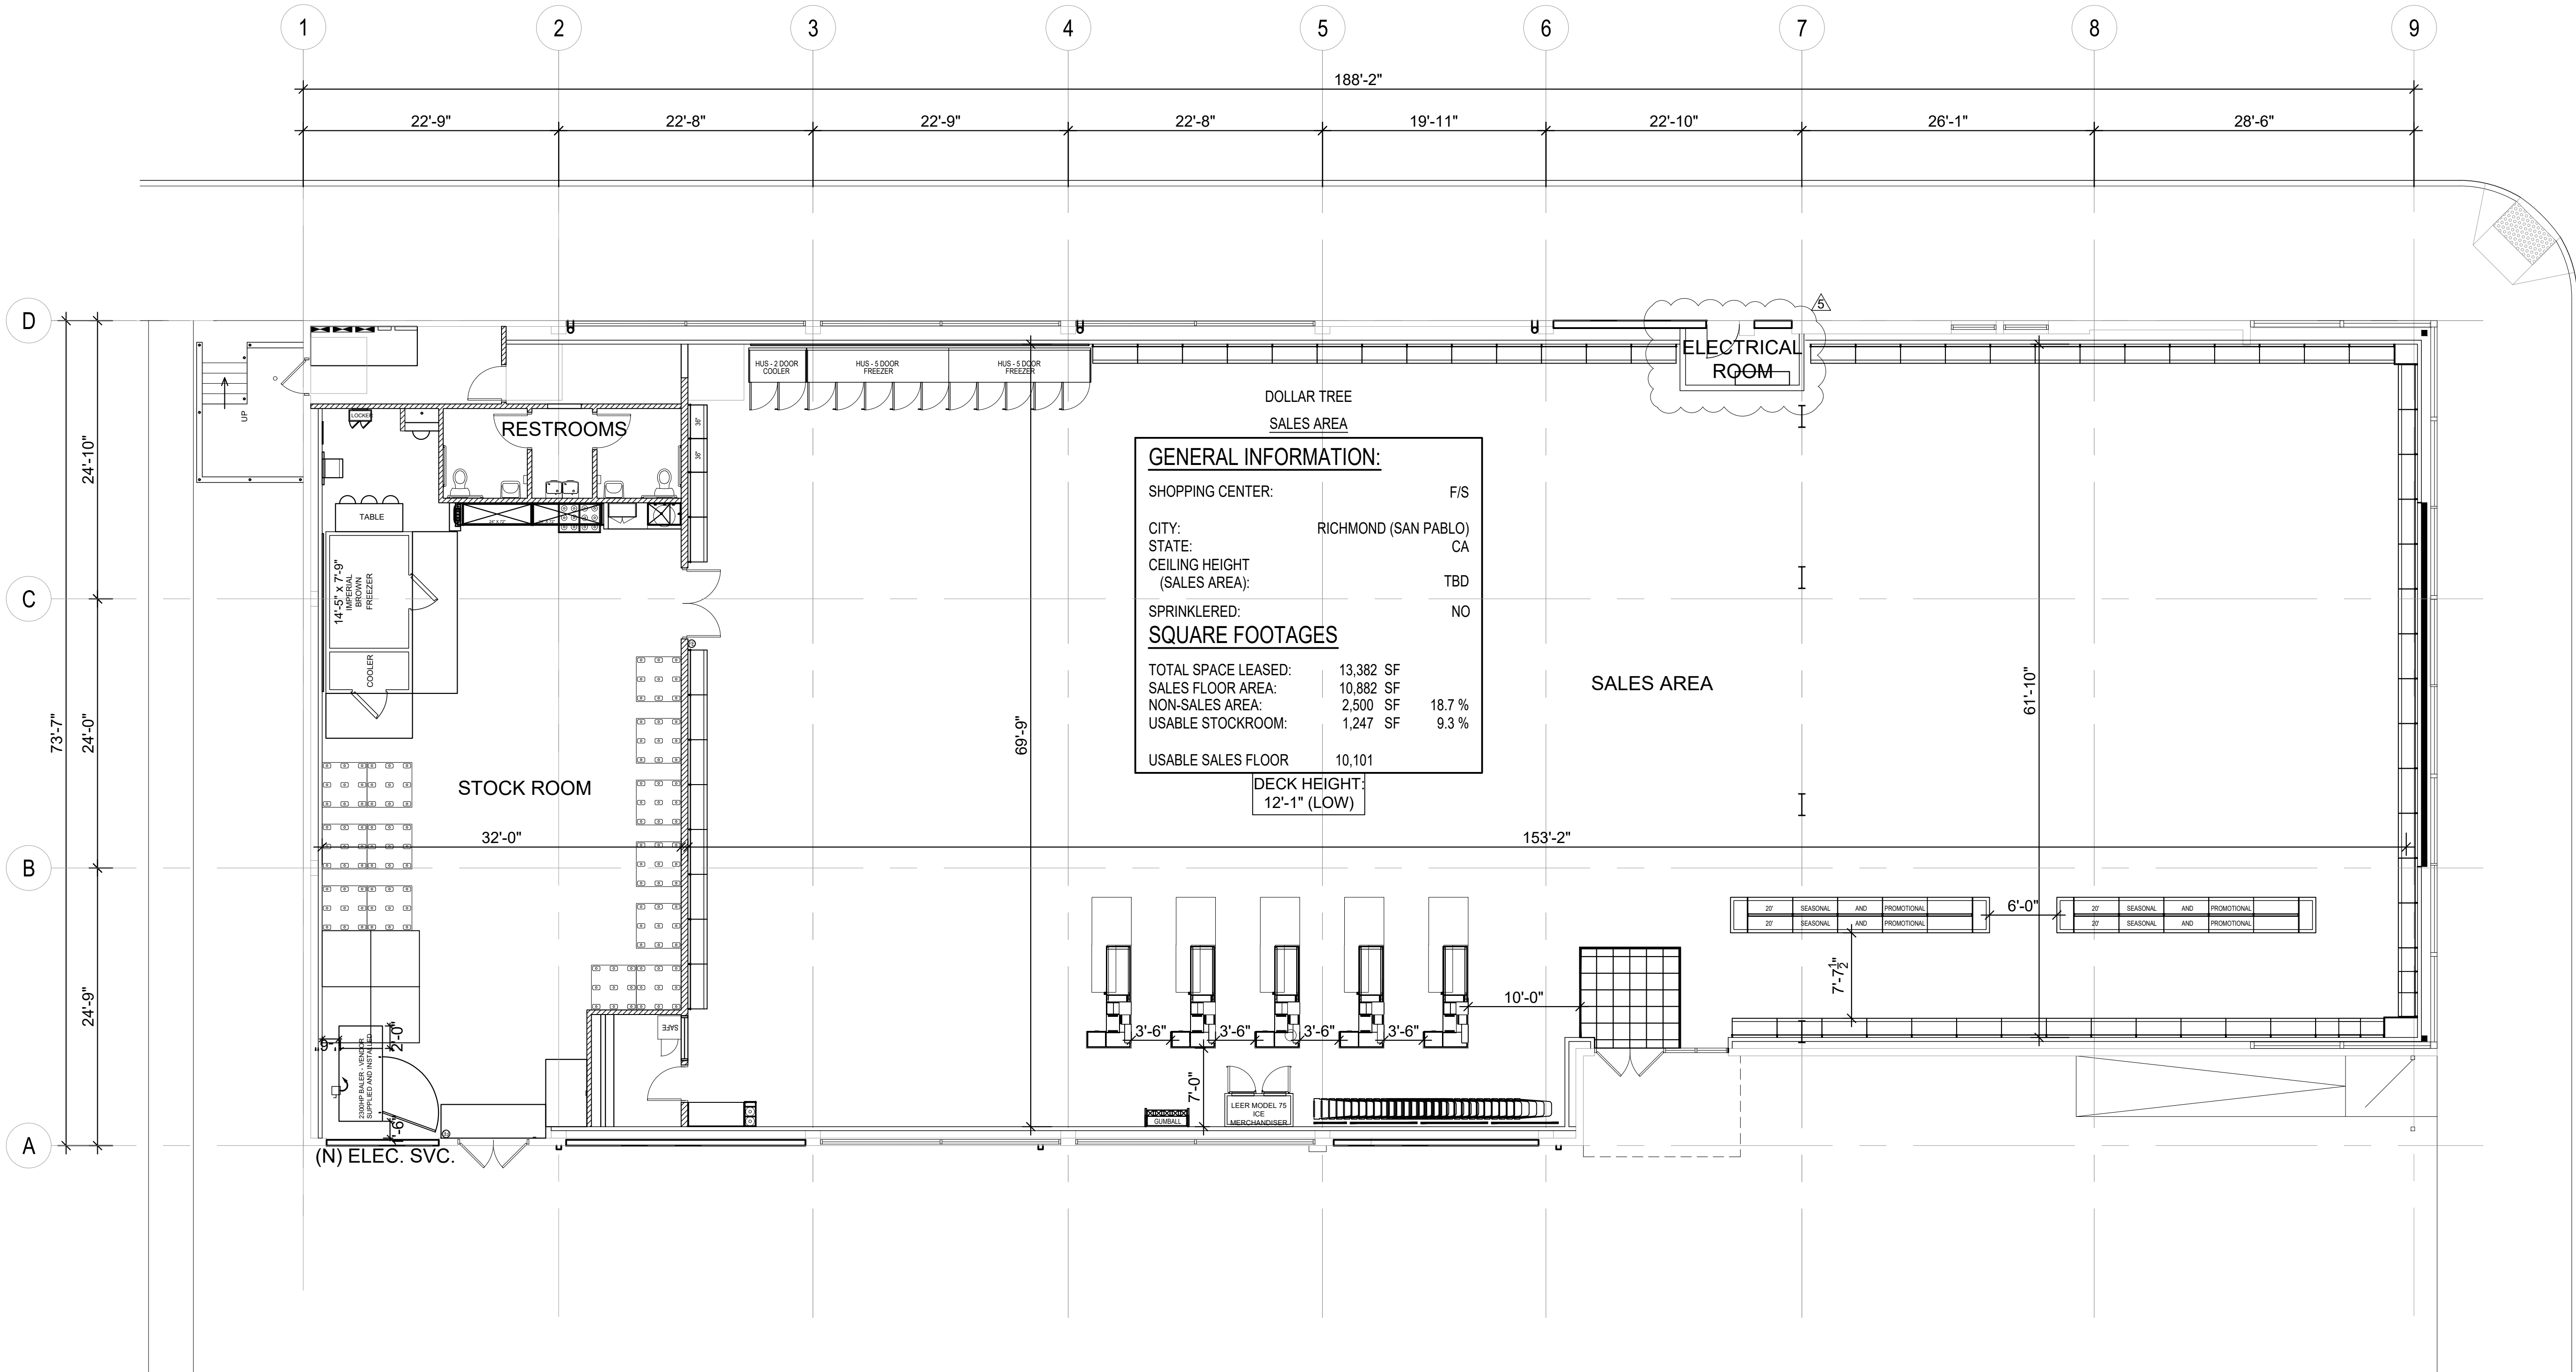 1
2
3
4
5
6
7
8
9
188'-2"
22'-9"
22'-8"
22'-9"
22'-8"
19'-11"
22'-10"
26'-1"
28'-6"
D
C
B
A
73'-7"
24'-10"
24'-0"
24'-9"
UP
LOCKER
RESTROOMS
TABLE
14'-5" x 7'-9"
IMPERIAL
BROWN
FREEZER
COOLER
36"
36"
HUS - 2 DOOR
COOLER
HUS - 5 DOOR
FREEZER
HUS - 5 DOOR
FREEZER
ELECTRICAL
ROOM
5
DOLLAR TREE
SALES AREA
GENERAL INFORMATION:
SHOPPING CENTER: F/S
CITY: RICHMOND (SAN PABLO)
STATE: CA
CEILING HEIGHT
(SALES AREA): TBD
SPRINKLERED: NO
SQUARE FOOTAGES
TOTAL SPACE LEASED: 13,382 SF
SALES FLOOR AREA: 10,882 SF
NON-SALES AREA: 2,500 SF 18.7 %
USABLE STOCKROOM: 1,247 SF 9.3 %
USABLE SALES FLOOR 10,101
DECK HEIGHT:
12'-1" (LOW)
SALES AREA
69'-9"
61'-10"
STOCK ROOM
32'-0"
153'-2"
20' SEASONAL AND PROMOTIONAL
20' SEASONAL AND PROMOTIONAL
6'-0"
20' SEASONAL AND PROMOTIONAL
20' SEASONAL AND PROMOTIONAL
7'-7 1/2"
10'-0"
3'-6"
3'-6"
3'-6"
3'-6"
7'-0"
SAFE
2'-0"
2300HP BALER - VENDOR
SUPPLIED AND INSTALLED
GUMBALL
LEER MODEL 75
ICE
MERCHANDISER
(N) ELEC. SVC.